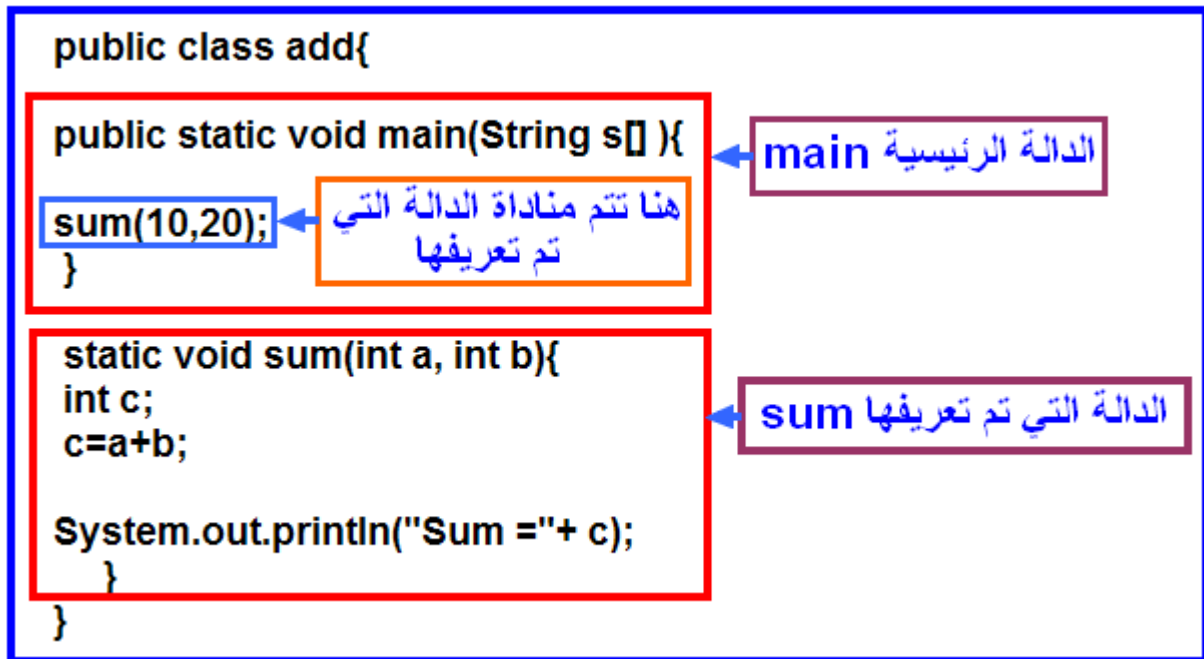 public class add{
public static void main(String s[] ){
الدالة الرئيسية main
sum(10,20);
هنا تتم مناداة الدالة التي
تم تعريفها
}
static void sum(int a, int b){
int c;
c=a+b;
الدالة التي تم تعريفها sum
System.out.println("Sum ="+ c);
}
}